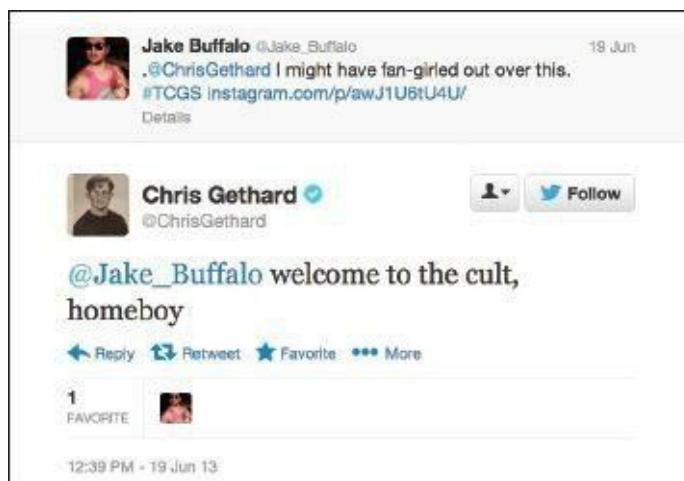 Jake Buffalo @Jake_Buffalo 19 Jun
.@ChrisGethard I might have fan-girled out over this.
#TCGS instagram.com/p/awJ1U6tU4U/
Details
Chris Gethard Follow
@ChrisGethard
@Jake_Buffalo welcome to the cult,
homeboy
Reply Retweet Favorite More
1
FAVORITE
12:39 PM - 19 Jun 13